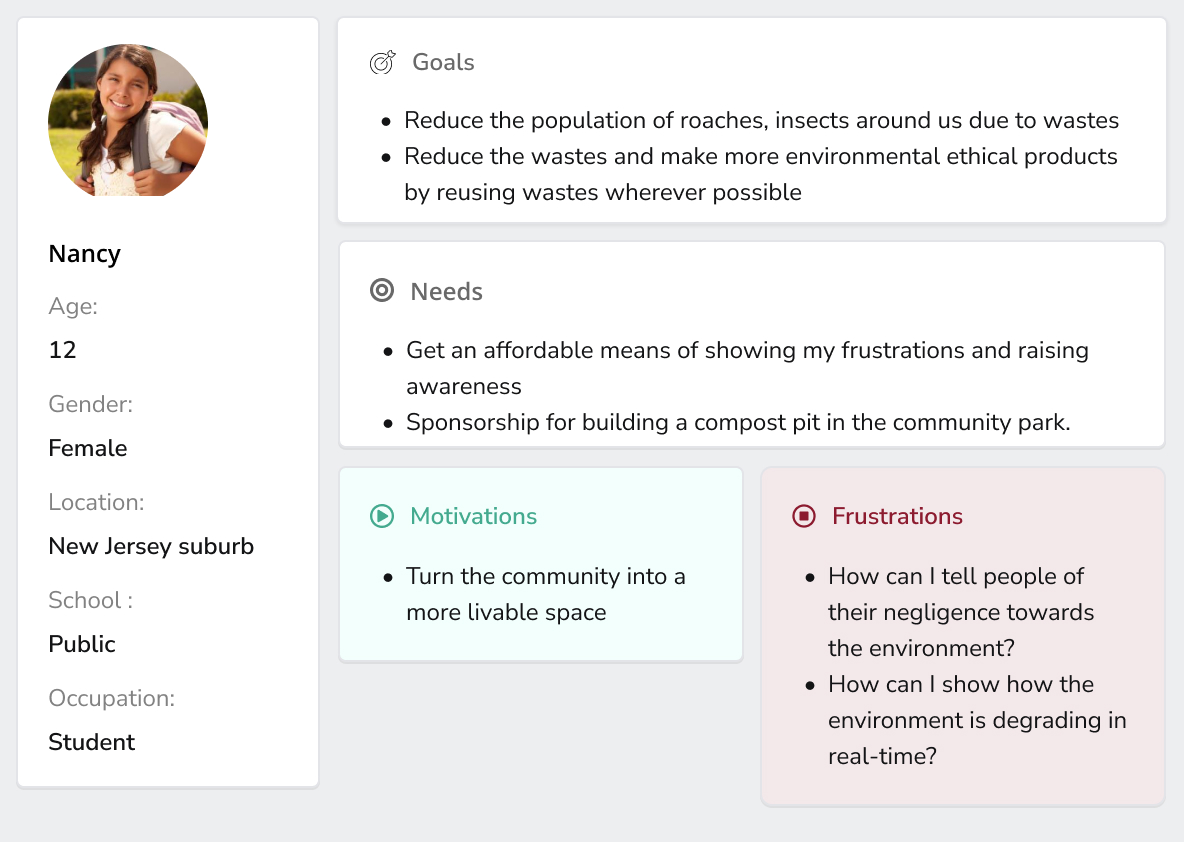 Nancy
Age:
12
Gender:
Female
Location:
New Jersey suburb
School :
Public
Occupation:
Student
Goals
• Reduce the population of roaches, insects around us due to wastes
• Reduce the wastes and make more environmental ethical products
by reusing wastes wherever possible
Needs
• Get an affordable means of showing my frustrations and raising
awareness
• Sponsorship for building a compost pit in the community park.
Motivations
• Turn the community into a
more livable space
Frustrations
• How can I tell people of
their negligence towards
the environment?
• How can I show how the
environment is degrading in
real-time?